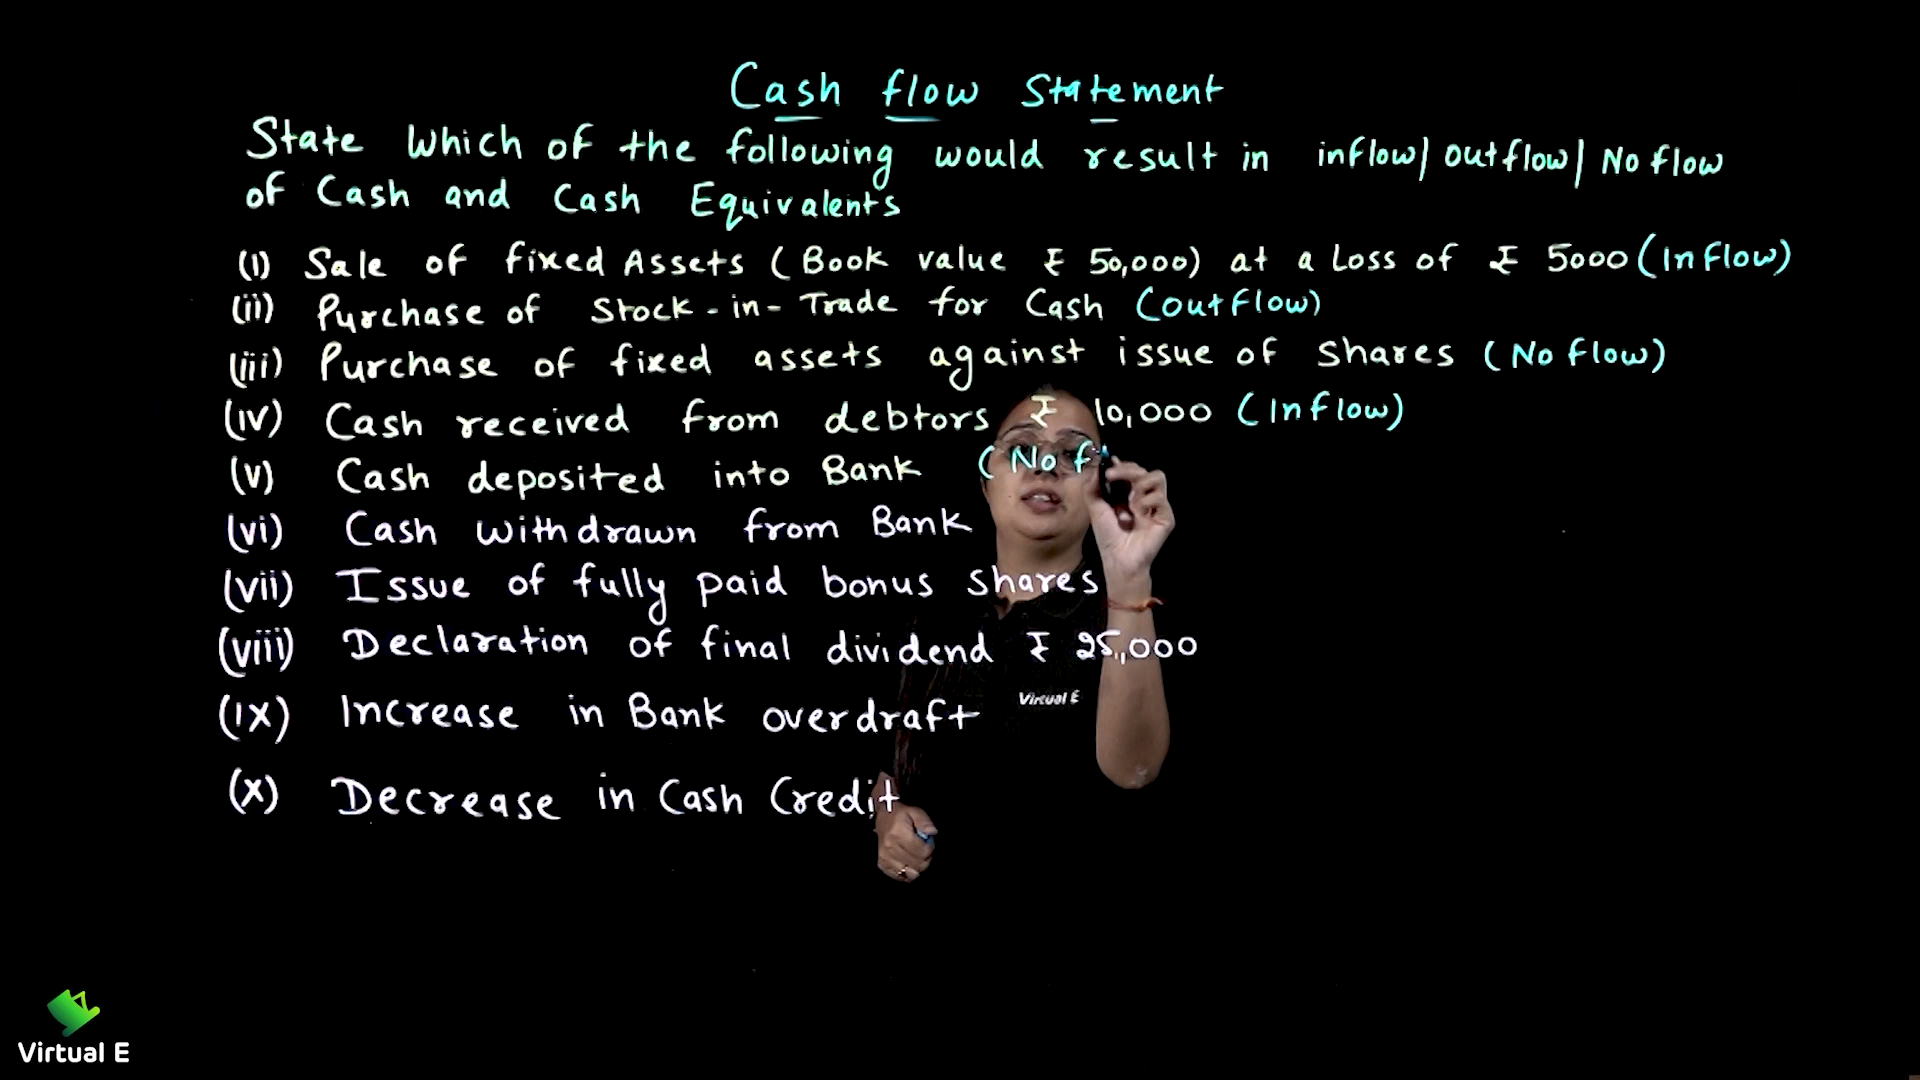 Cash flow Statement
State Which of the following would result in inflow/outflow/No flow
of Cash and Cash Equivalents
(i) Sale of fixed Assets (Book value ₹ 50,000) at a Loss of ₹ 5000 (Inflow)
(ii) Purchase of Stock-in-Trade for Cash (outflow)
(iii) Purchase of fixed assets against issue of shares (No flow)
(iv) Cash received from debtors ₹ 10,000 (Inflow)
(v) Cash deposited into Bank (No f
(vi) Cash withdrawn from Bank
(vii) Issue of fully paid bonus shares
(viii) Declaration of final dividend ₹ 25,000
(ix) Increase in Bank overdraft
(x) Decrease in Cash Credit
Virtual E
Virtual E